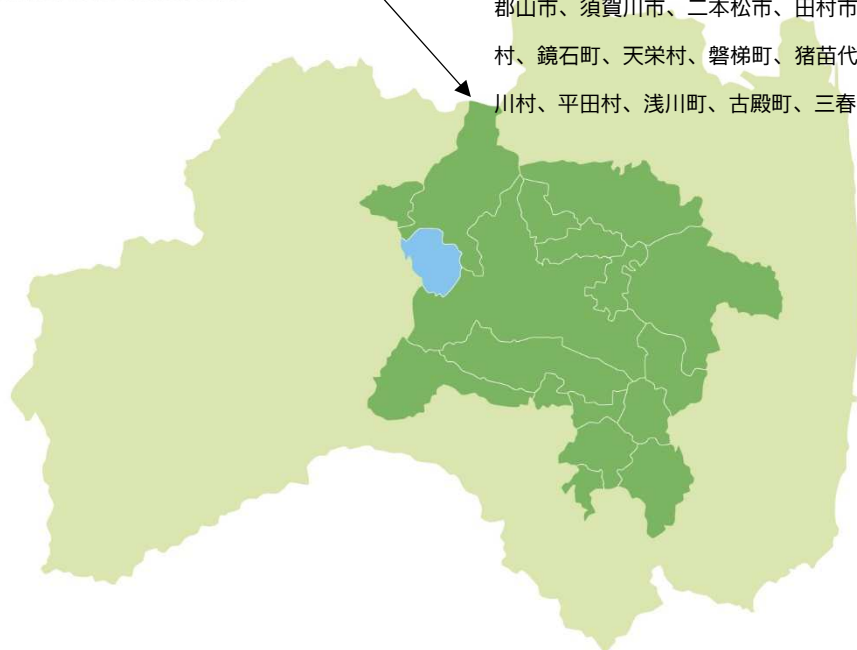 郡山市、須賀川市、二本松市、田村市
村、鏡石町、天栄村、磐梯町、猪苗代
川村、平田村、浅川町、古殿町、三春